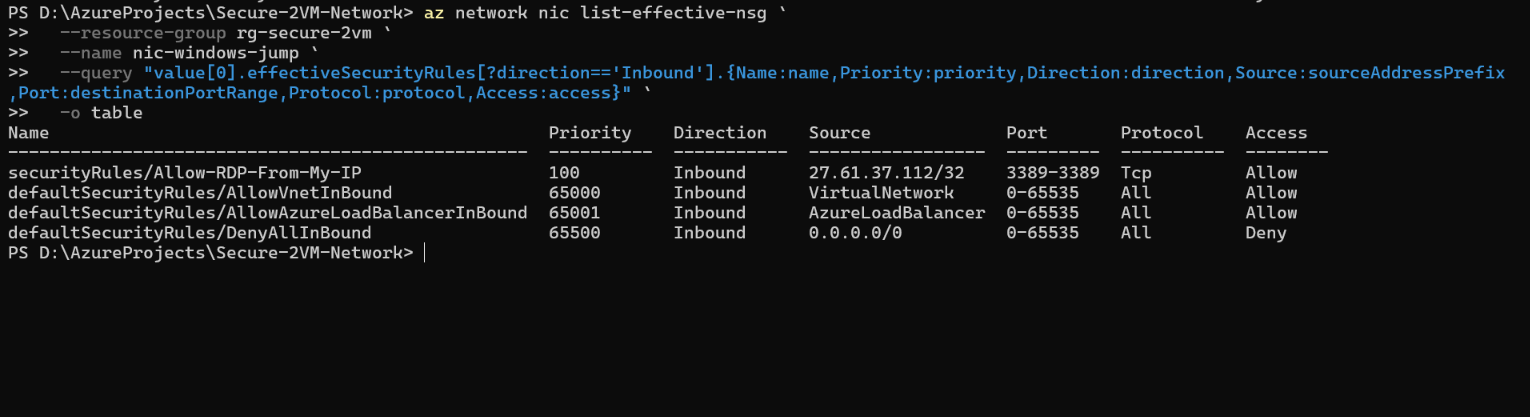 PS D:\AzureProjects\Secure-2VM-Network> az network nic list-effective-nsg `
>>   --resource-group rg-secure-2vm `
>>   --name nic-windows-jump `
>>   --query "value[0].effectiveSecurityRules[?direction=='Inbound'].{Name:name,Priority:priority,Direction:direction,Source:sourceAddressPrefix
,Port:destinationPortRange,Protocol:protocol,Access:access}" `
>>   -o table
Name                                                Priority    Direction    Source             Port       Protocol    Access
--------------------------------------------------  ----------  -----------  -----------------  ---------  ----------  --------
securityRules/Allow-RDP-From-My-IP                  100         Inbound      27.61.37.112/32    3389-3389  Tcp         Allow
defaultSecurityRules/AllowVnetInBound               65000       Inbound      VirtualNetwork     0-65535    All         Allow
defaultSecurityRules/AllowAzureLoadBalancerInBound  65001       Inbound      AzureLoadBalancer  0-65535    All         Allow
defaultSecurityRules/DenyAllInBound                 65500       Inbound      0.0.0.0/0          0-65535    All         Deny
PS D:\AzureProjects\Secure-2VM-Network>